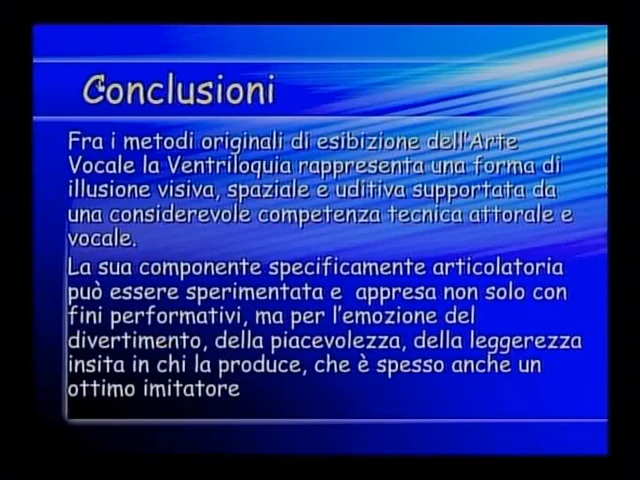 Conclusioni
Fra i metodi originali di esibizione dell'Arte
Vocale la Ventriloquia rappresenta una forma di
illusione visiva, spaziale e uditiva supportata da
una considerevole competenza tecnica attorale e
vocale.
La sua componente specificamente articolatoria
può essere sperimentata e  appresa non solo con
fini performativi, ma per l'emozione del
divertimento, della piacevolezza, della leggerezza
insita in chi la produce, che è spesso anche un
ottimo imitatore